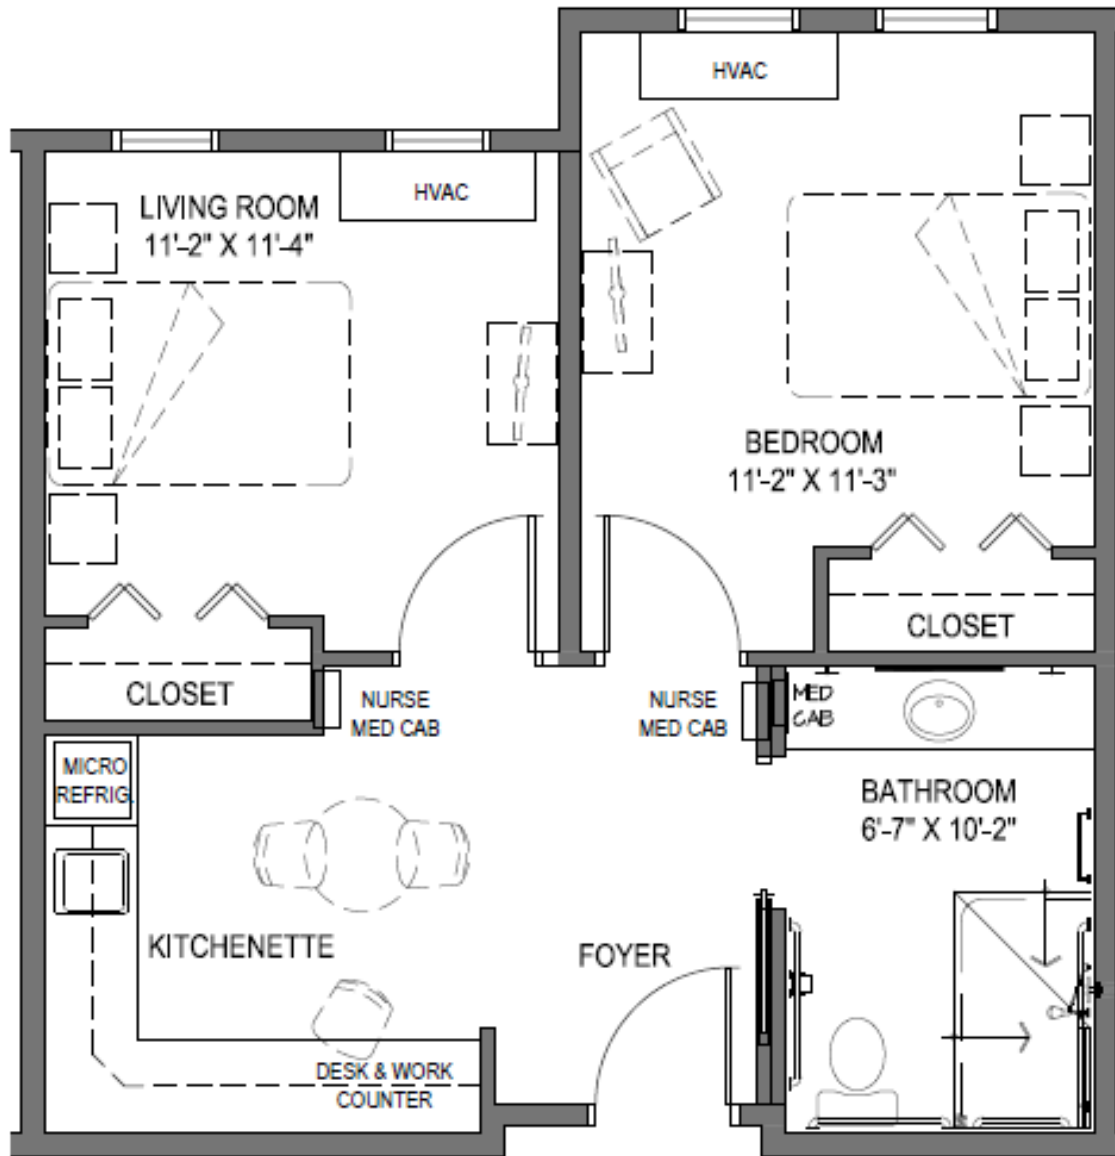 HVAC
LIVING ROOM
11'-2" X 11'-4"
HVAC
BEDROOM
11'-2" X 11'-3"
CLOSET
CLOSET
NURSE
MED CAB
NURSE
MED CAB
MED
CAB
MICRO
REFRIG.
BATHROOM
6'-7" X 10'-2"
KITCHENETTE
FOYER
DESK & WORK
COUNTER